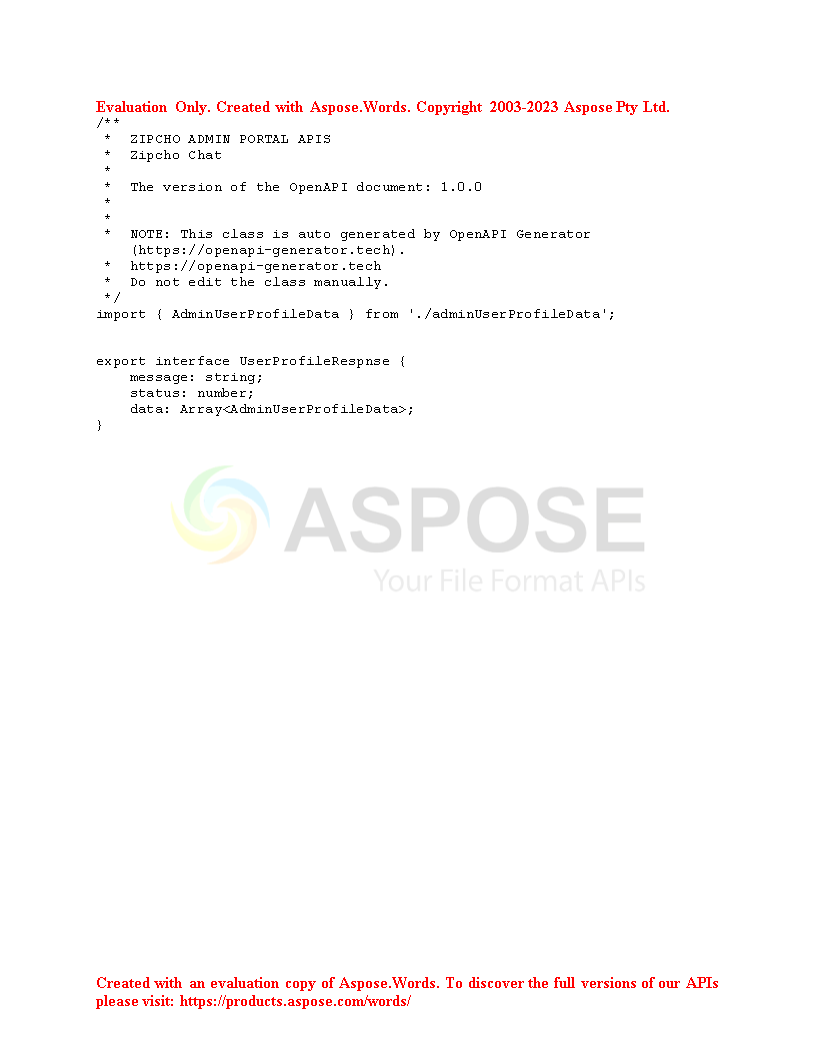 Evaluation Only. Created with Aspose.Words. Copyright 2003-2023 Aspose Pty Ltd.
/**
 *  ZIPCHO ADMIN PORTAL APIS
 *  Zipcho Chat
 *
 *  The version of the OpenAPI document: 1.0.0
 *
 *
 *  NOTE: This class is auto generated by OpenAPI Generator
    (https://openapi-generator.tech).
 *  https://openapi-generator.tech
 *  Do not edit the class manually.
 */
import { AdminUserProfileData } from './adminUserProfileData';
export interface UserProfileRespnse {
    message: string;
    status: number;
    data: Array<AdminUserProfileData>;
}
ASPOSE
Your File Format APIs
Created with an evaluation copy of Aspose.Words. To discover the full versions of our APIs
please visit: https://products.aspose.com/words/